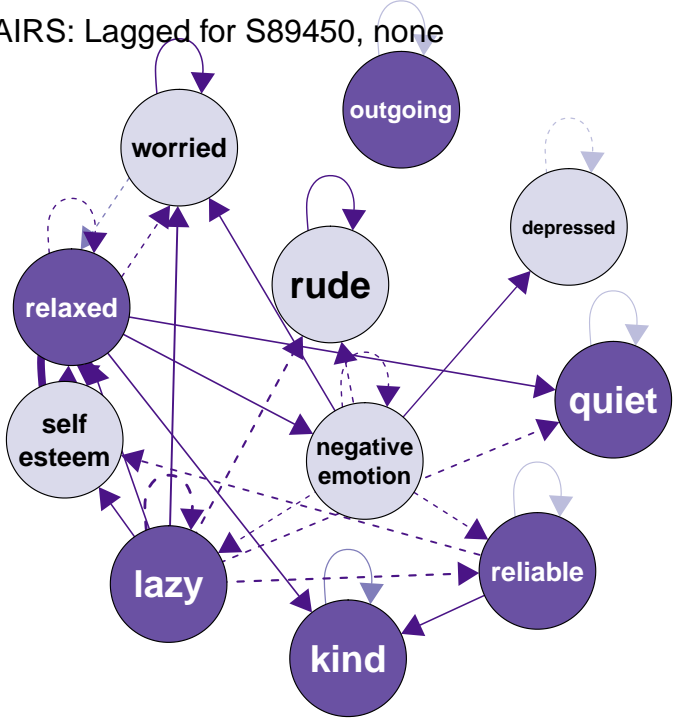 AIRS: Lagged for S89450, none
outgoing
worried
depressed
rude
relaxed
quiet
self
esteem
negative
emotion
reliable
lazy
kind